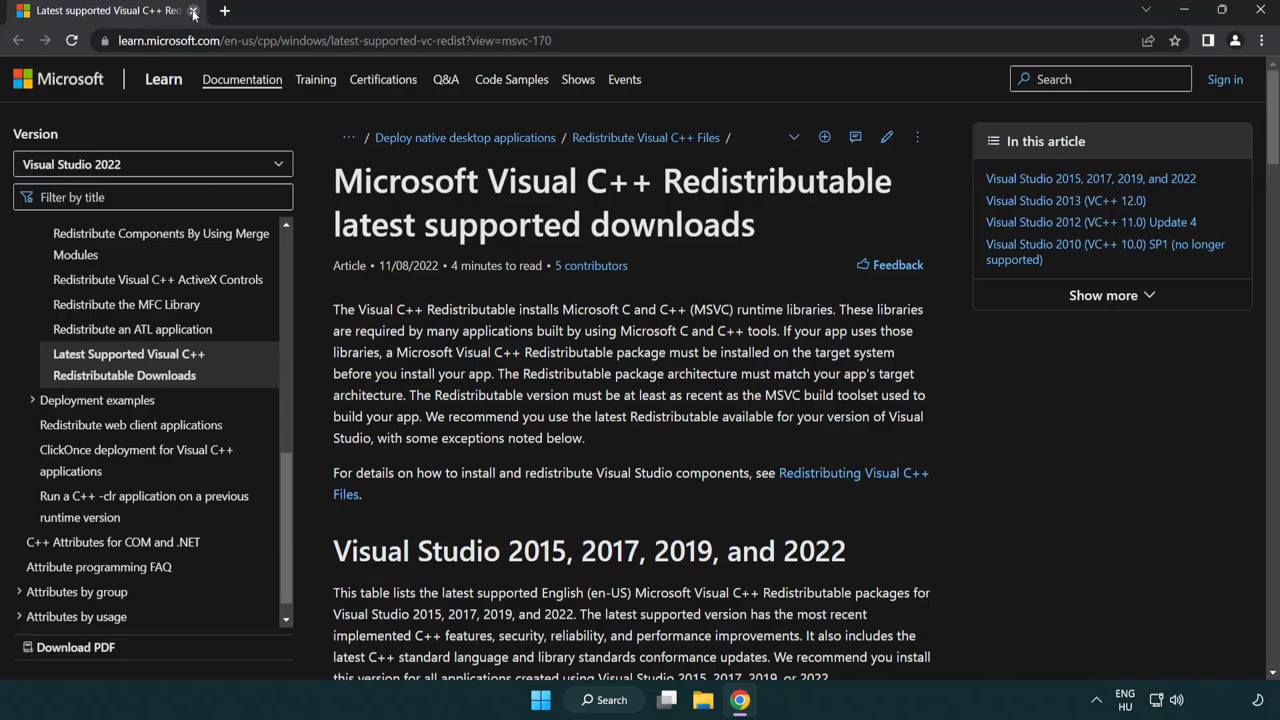 Latest supported Visual C++ Red
learn.microsoft.com/en-us/cpp/windows/latest-supported-vc-redist?view=msvc-170
Microsoft
Learn
Documentation
Training
Certifications
Q&A
Code Samples
Shows
Events
Search
Sign in
Version
Visual Studio 2022
Filter by title
Redistribute Components By Using Merge
Modules
Redistribute Visual C++ ActiveX Controls
Redistribute the MFC Library
Redistribute an ATL application
Latest Supported Visual C++
Redistributable Downloads
Deployment examples
Redistribute web client applications
ClickOnce deployment for Visual C++
applications
Run a C++ -clr application on a previous
runtime version
C++ Attributes for COM and .NET
Attribute programming FAQ
Attributes by group
Attributes by usage
Download PDF
··· / Deploy native desktop applications / Redistribute Visual C++ Files /
Microsoft Visual C++ Redistributable
latest supported downloads
Article • 11/08/2022 • 4 minutes to read • 5 contributors
Feedback
The Visual C++ Redistributable installs Microsoft C and C++ (MSVC) runtime libraries. These libraries
are required by many applications built by using Microsoft C and C++ tools. If your app uses those
libraries, a Microsoft Visual C++ Redistributable package must be installed on the target system
before you install your app. The Redistributable package architecture must match your app's target
architecture. The Redistributable version must be at least as recent as the MSVC build toolset used to
build your app. We recommend you use the latest Redistributable available for your version of Visual
Studio, with some exceptions noted below.
For details on how to install and redistribute Visual Studio components, see Redistributing Visual C++
Files.
Visual Studio 2015, 2017, 2019, and 2022
This table lists the latest supported English (en-US) Microsoft Visual C++ Redistributable packages for
Visual Studio 2015, 2017, 2019, and 2022. The latest supported version has the most recent
implemented C++ features, security, reliability, and performance improvements. It also includes the
latest C++ standard language and library standards conformance updates. We recommend you install
this version for all applications created using Visual Studio 2015, 2017, 2019, or 2022.
In this article
Visual Studio 2015, 2017, 2019, and 2022
Visual Studio 2013 (VC++ 12.0)
Visual Studio 2012 (VC++ 11.0) Update 4
Visual Studio 2010 (VC++ 10.0) SP1 (no longer
supported)
Show more
Search
ENG
HU